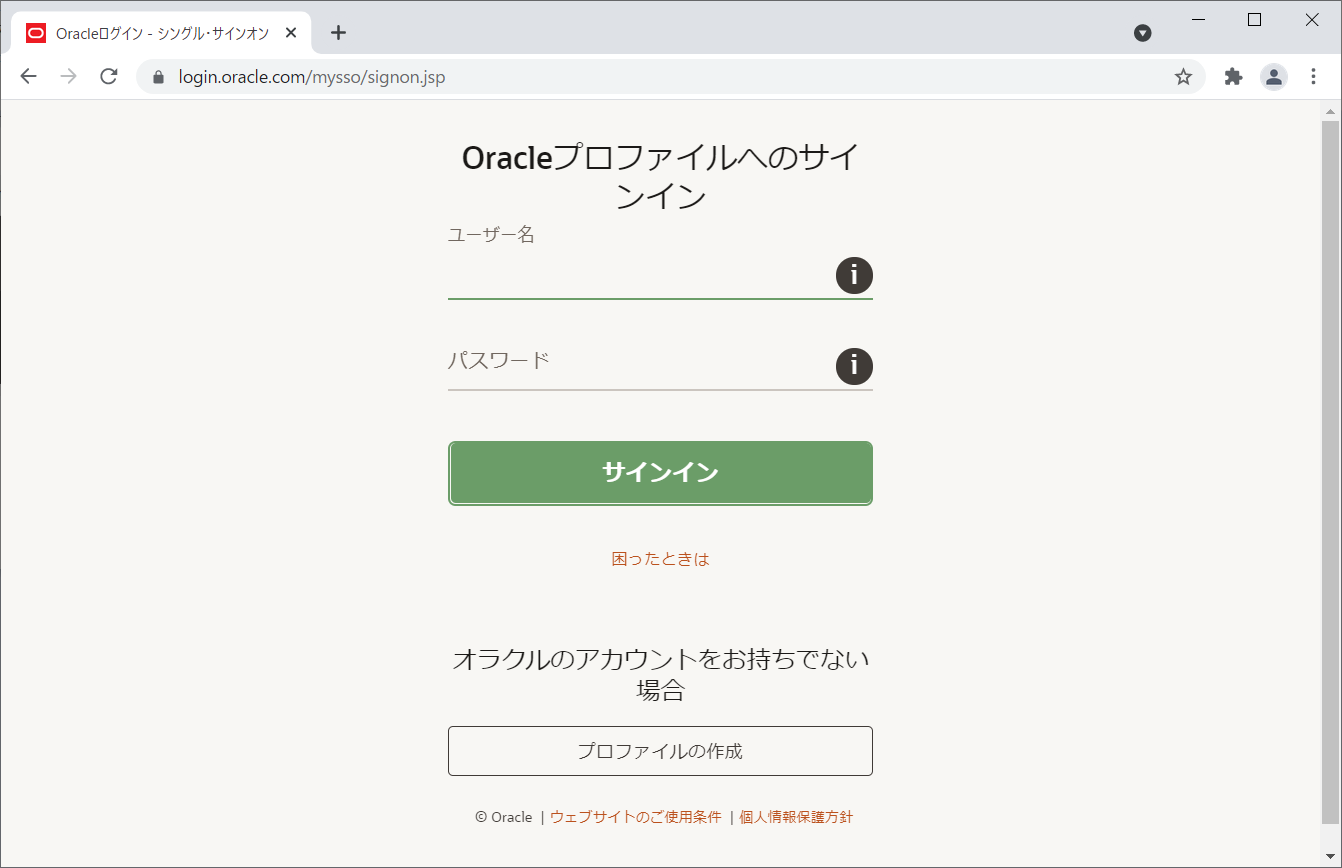 Oracleログイン - シングル･サインオン
login.oracle.com/mysso/signon.jsp
Oracleプロファイルへのサイ
ンイン
ユーザー名
i
パスワード
i
サインイン
困ったときは
オラクルのアカウントをお持ちでない
場合
プロファイルの作成
© Oracle | ウェブサイトのご使用条件 | 個人情報保護方針